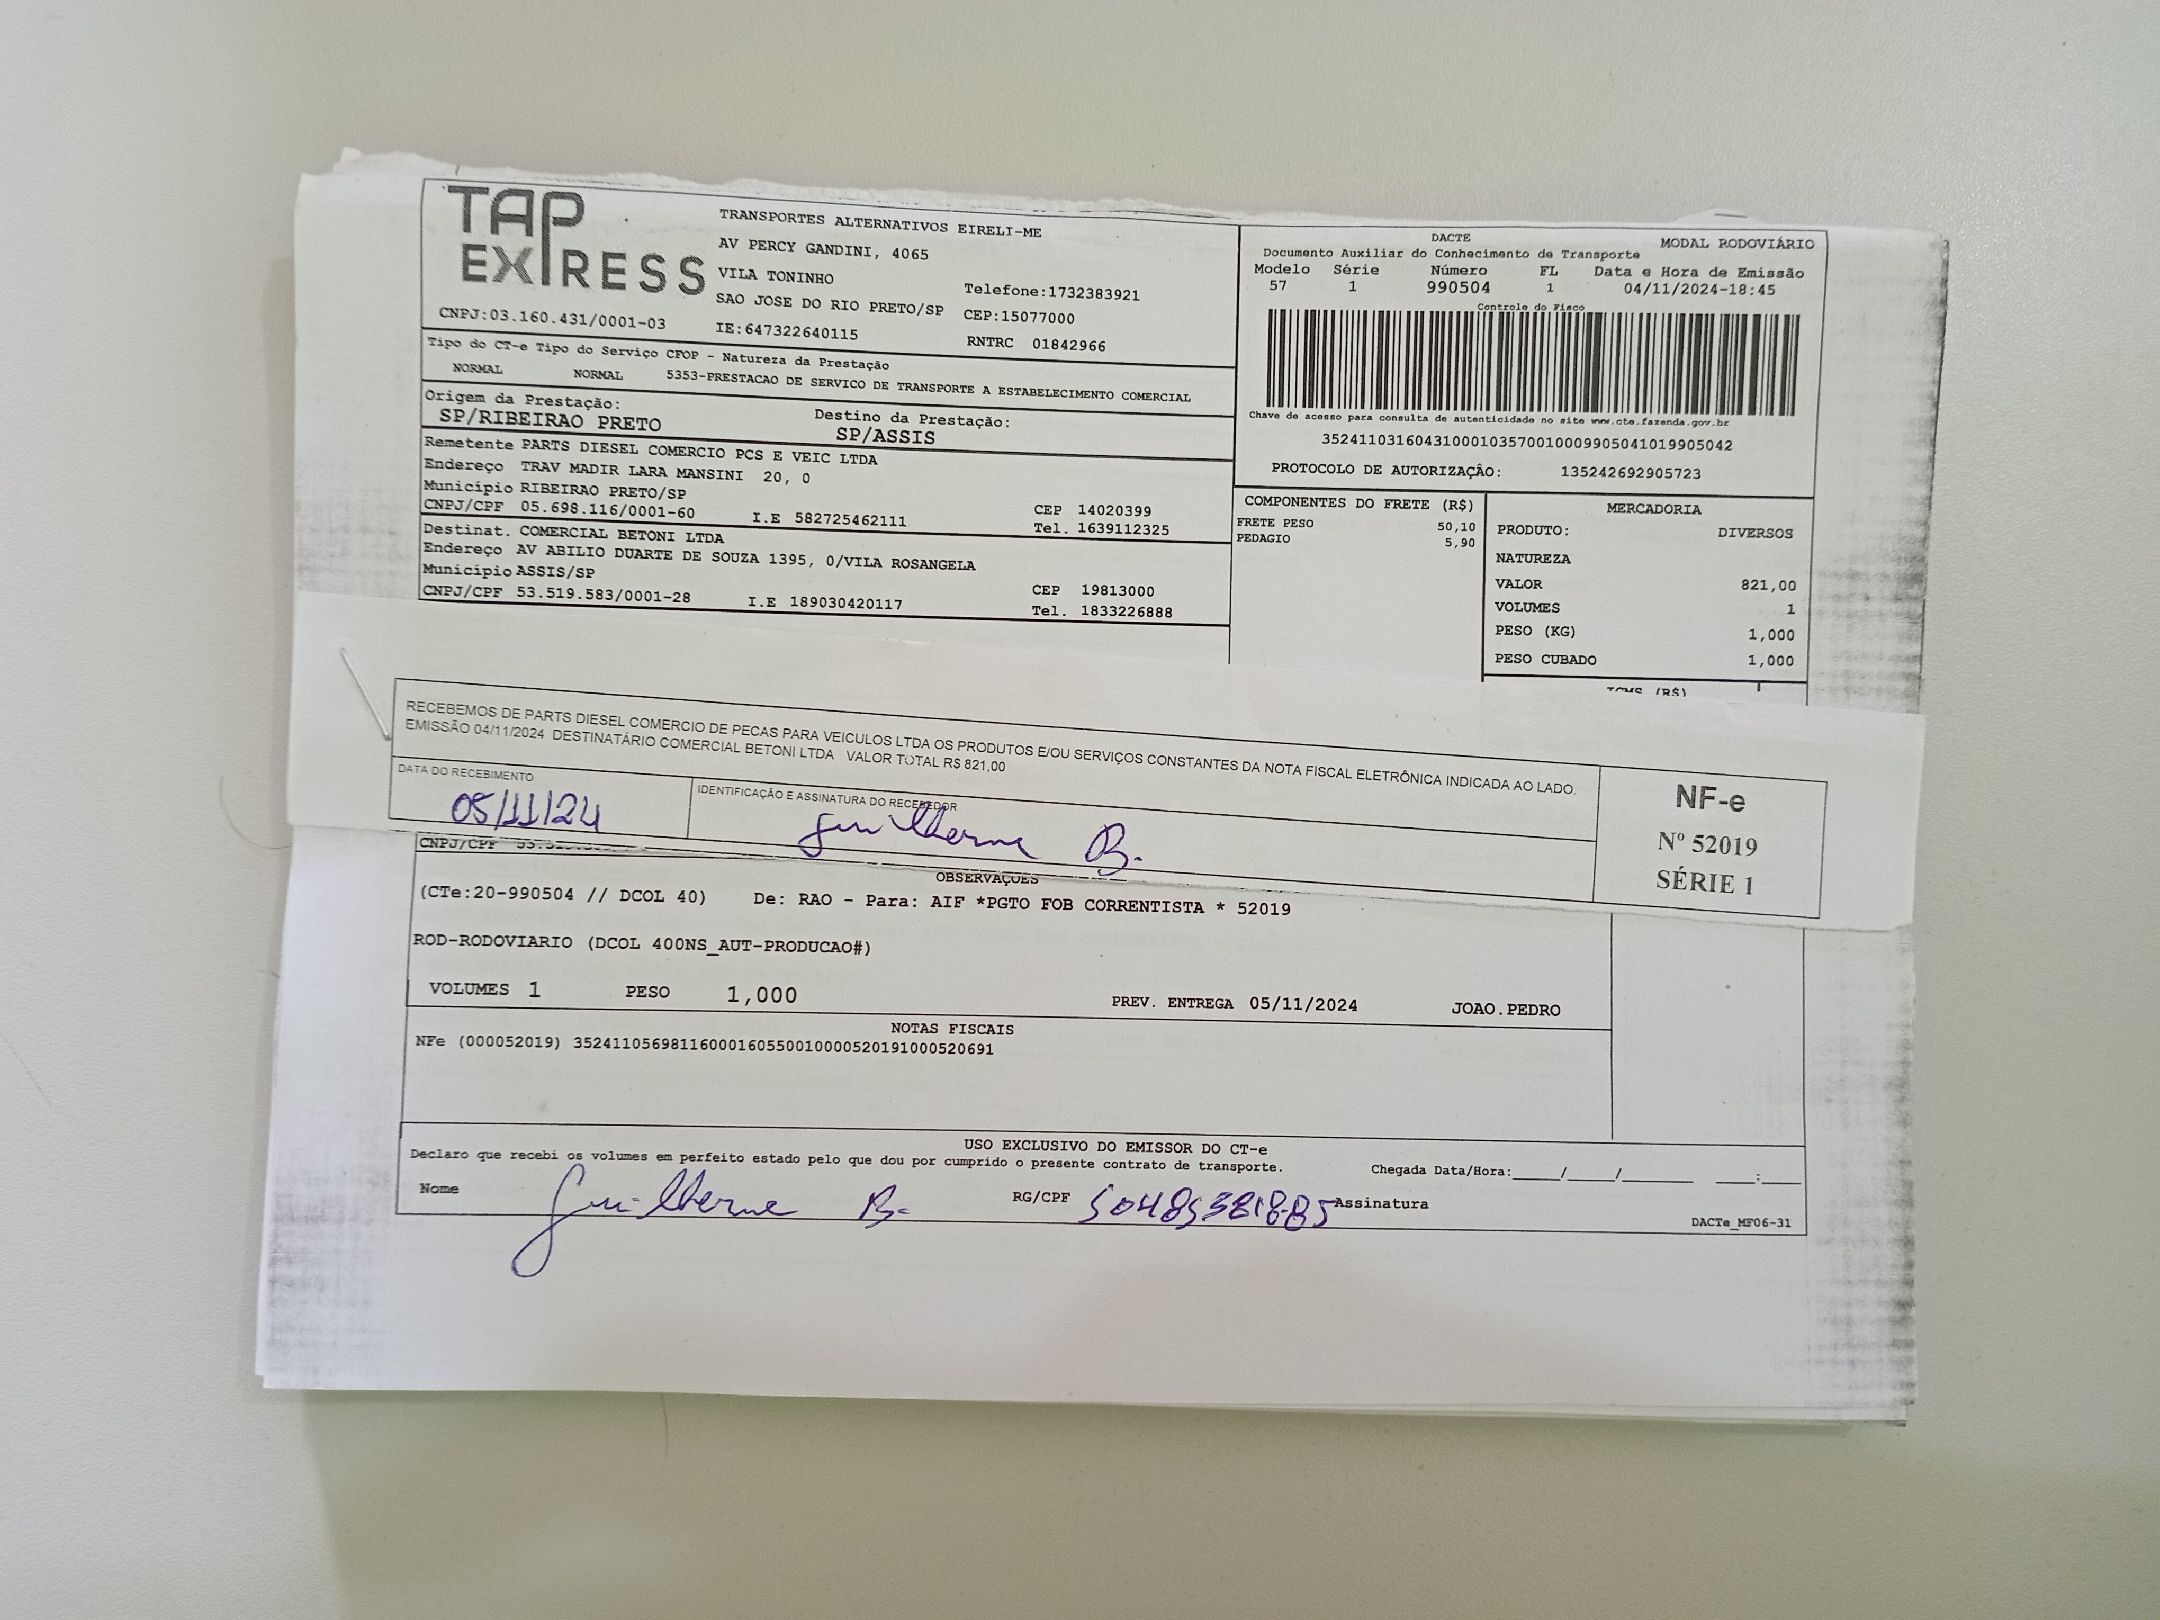 TAP EXPRESS
TRANSPORTES ALTERNATIVOS EIRELI-ME
AV PERCY GANDINI, 4065
VILA TONINHO
Telefone:1732383921
SAO JOSE DO RIO PRETO/SP CEP:15077000
CNPJ:03.160.431/0001-03 IE:647322640115 RNTRC 01842966
DACTE MODAL RODOVIÁRIO
Documento Auxiliar do Conhecimento de Transporte
Modelo Série Número FL Data e Hora de Emissão
57 1 990504 1 04/11/2024-18:45
Controle do Fisco
Chave de acesso para consulta de autenticidade no site www.cte.fazenda.gov.br
35241103160431000103570010009905041019905042
PROTOCOLO DE AUTORIZAÇÃO: 135242692905723
Tipo do CT-e Tipo do Serviço CFOP - Natureza da Prestação
NORMAL NORMAL 5353-PRESTACAO DE SERVICO DE TRANSPORTE A ESTABELECIMENTO COMERCIAL
Origem da Prestação: Destino da Prestação:
SP/RIBEIRAO PRETO SP/ASSIS
Remetente PARTS DIESEL COMERCIO PCS E VEIC LTDA
Endereço TRAV MADIR LARA MANSINI 20, 0
Município RIBEIRAO PRETO/SP CEP 14020399
CNPJ/CPF 05.698.116/0001-60 I.E 582725462111 Tel. 1639112325
Destinat. COMERCIAL BETONI LTDA
Endereço AV ABILIO DUARTE DE SOUZA 1395, 0/VILA ROSANGELA
Município ASSIS/SP CEP 19813000
CNPJ/CPF 53.519.583/0001-28 I.E 189030420117 Tel. 1833226888
COMPONENTES DO FRETE (R$)
FRETE PESO 50,10
PEDAGIO 5,90
MERCADORIA
PRODUTO: DIVERSOS
NATUREZA
VALOR 821,00
VOLUMES 1
PESO (KG) 1,000
PESO CUBADO 1,000
ICMS (R$)
RECEBEMOS DE PARTS DIESEL COMERCIO DE PECAS PARA VEICULOS LTDA OS PRODUTOS E/OU SERVIÇOS CONSTANTES DA NOTA FISCAL ELETRÔNICA INDICADA AO LADO.
EMISSÃO 04/11/2024 DESTINATÁRIO COMERCIAL BETONI LTDA VALOR TOTAL R$ 821,00
DATA DO RECEBIMENTO IDENTIFICAÇÃO E ASSINATURA DO RECEBEDOR
05/11/24 Guilherme B.
NF-e
Nº 52019
SÉRIE 1
CNPJ/CPF
OBSERVAÇÕES
(CTe:20-990504 // DCOL 40) De: RAO - Para: AIF *PGTO FOB CORRENTISTA * 52019
ROD-RODOVIARIO (DCOL 400NS_AUT-PRODUCAO#)
VOLUMES 1 PESO 1,000 PREV. ENTREGA 05/11/2024 JOAO.PEDRO
NOTAS FISCAIS
NFe (000052019) 35241105698116000160550010000520191000520691
USO EXCLUSIVO DO EMISSOR DO CT-e
Declaro que recebi os volumes em perfeito estado pelo que dou por cumprido o presente contrato de transporte. Chegada Data/Hora:____/____/______ ___:___
Nome Guilherme B. RG/CPF Assinatura
DACTe_MF06-31